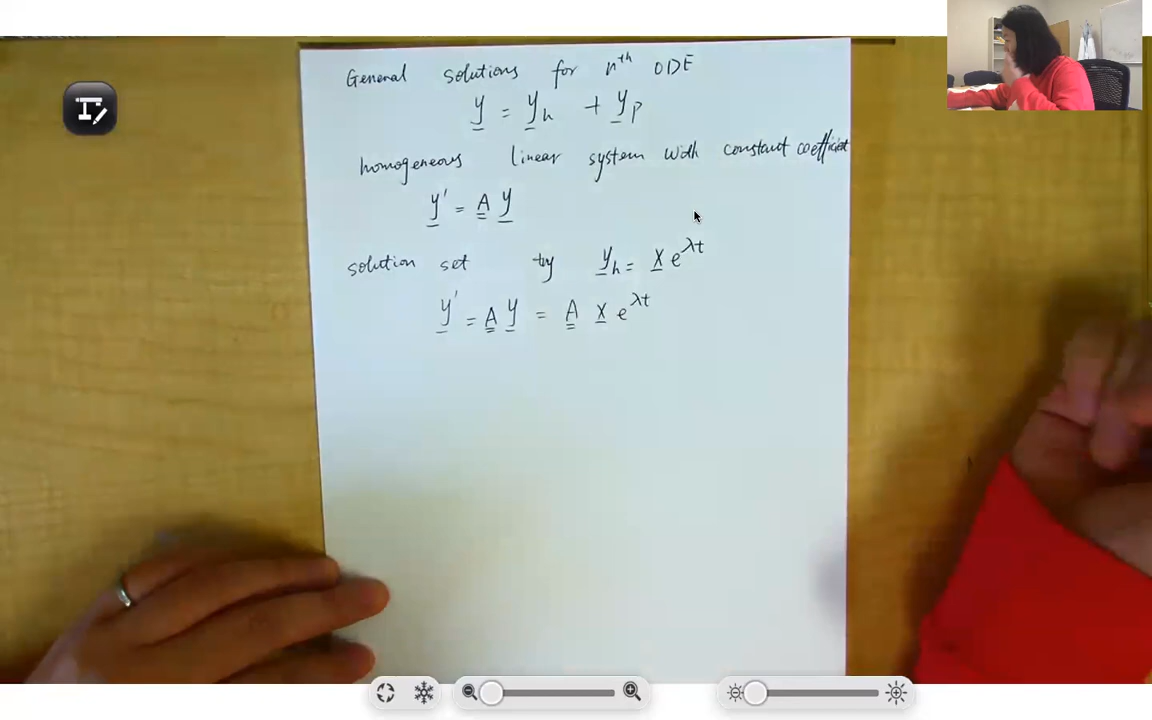 General solutions for nth ODE
y = yh + yp
homogeneous linear system with constant coefficient
y' = A y
solution set try yh = x e^λt
y' = A y = A x e^λt